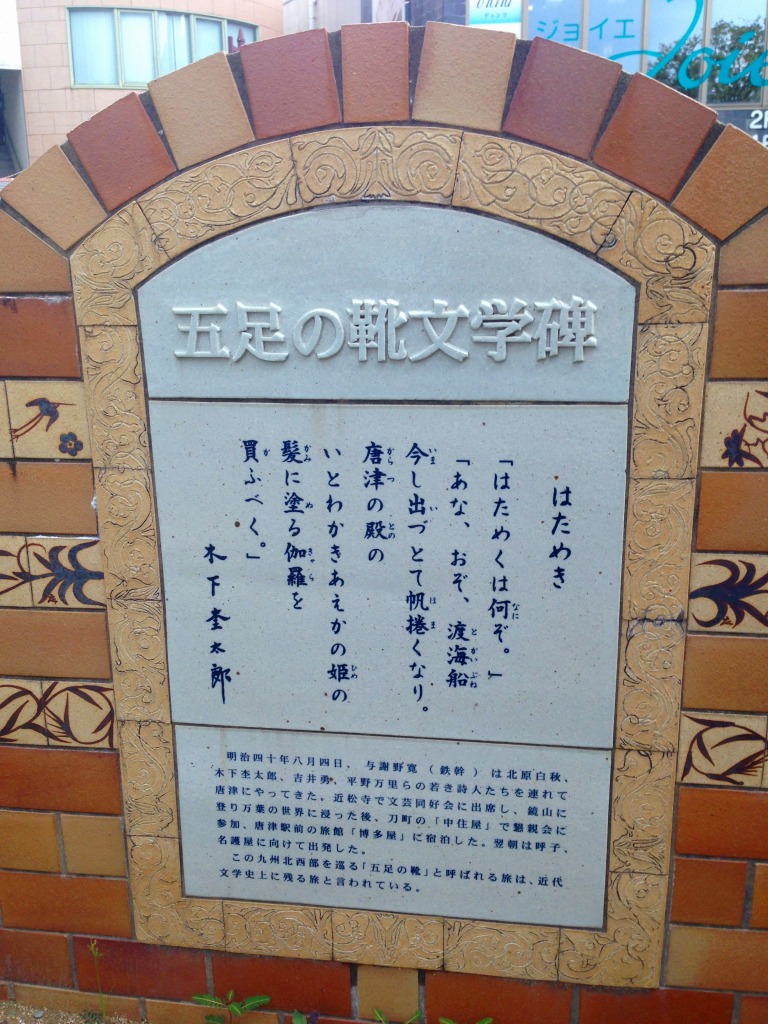 ジョイエ
Joie
五足の靴文学碑
はためき
「はためくは何ぞ。」
「あな、おぞ、渡海船
今し出づとて帆捲くなり。
唐津の殿の
いとわかきあえかの姫の
髪に塗る伽羅を
買ふべく。」
木下杢太郎
明治四十年八月四日、与謝野寛(鉄幹)は北原白秋、
木下杢太郎、吉井勇、平野万里らの若き詩人たちを連れて
唐津にやってきた。近松寺で文芸同好会に出席し、鏡山に
登り万葉の世界に浸った後、刀町の「中住屋」で懇親会に
参加、唐津駅前の旅館「博多屋」に宿泊した。翌朝は呼子、
名護屋に向けて出発した。
この九州北西部を巡る「五足の靴」と呼ばれる旅は、近代
文学史上に残る旅と言われている。